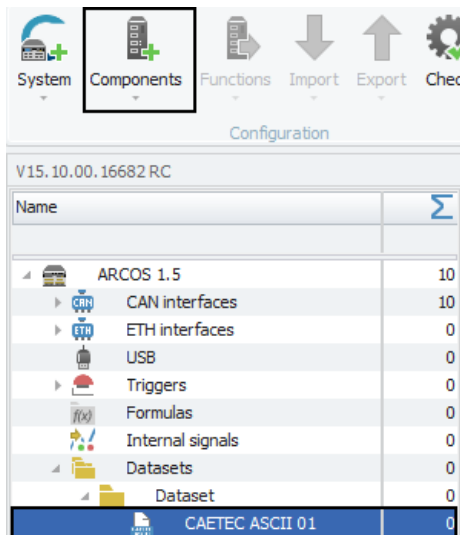 System Components Functions Import Export Chec
Configuration
V15.10.00.16682 RC
Name Σ
ARCOS 1.5 10
CAN CAN interfaces 10
ETH ETH interfaces 0
USB 0
Triggers 0
f(x) Formulas 0
Internal signals 0
Datasets 0
Dataset 0
CAETEC ASCII 01 0